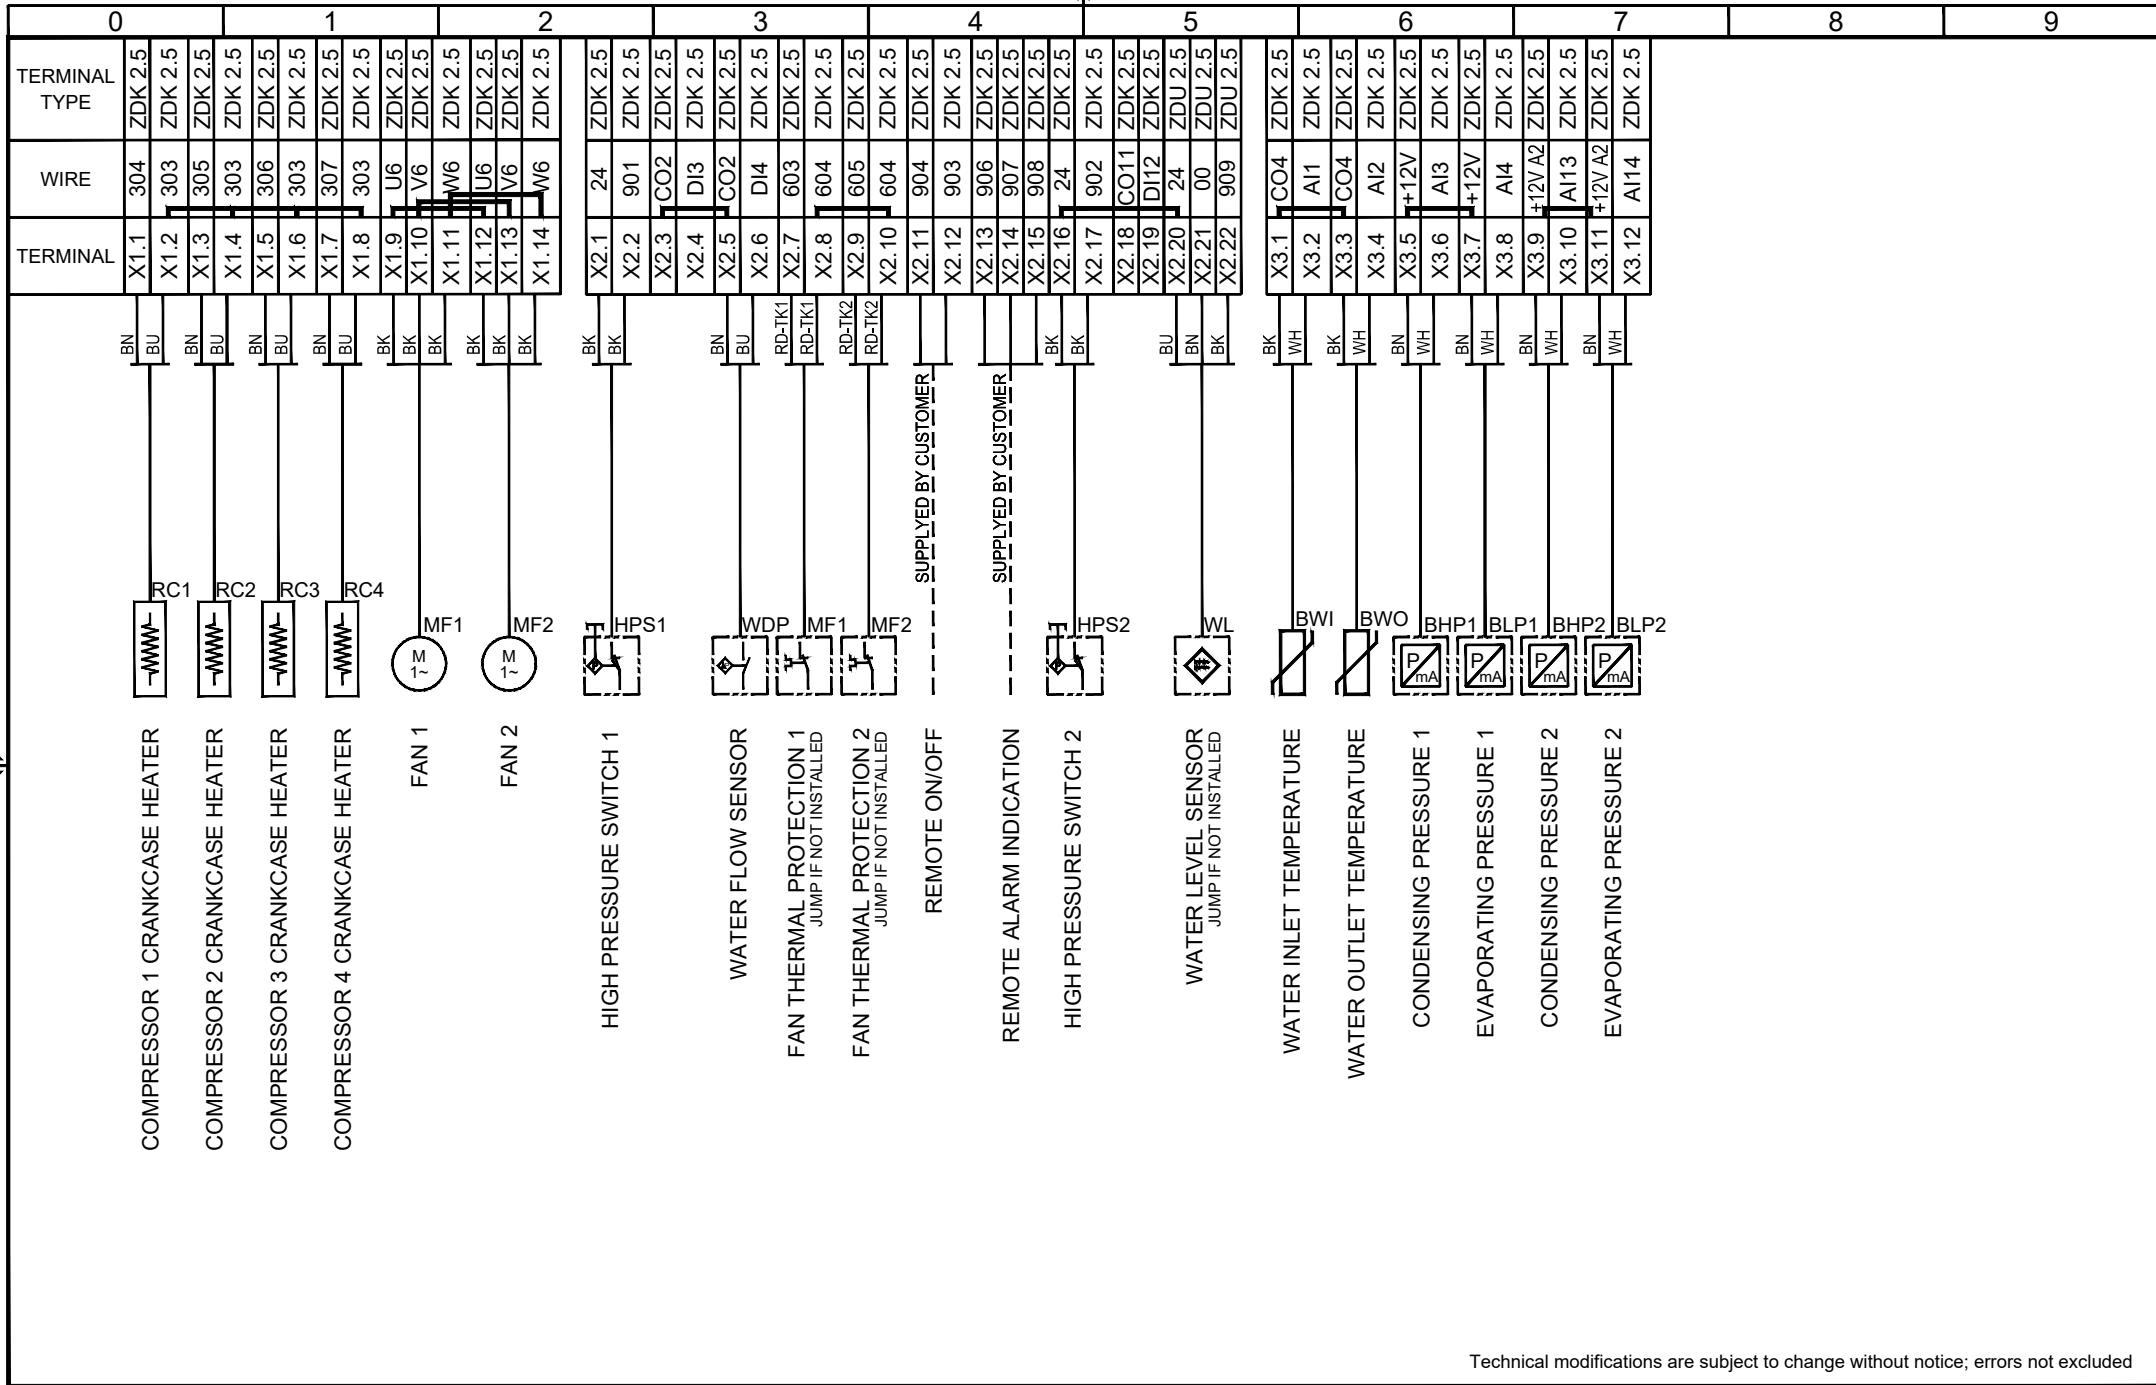 0 1 2 3 4 5 6 7 8 9
TERMINAL
TYPE
ZDK 2.5 ZDK 2.5 ZDK 2.5 ZDK 2.5 ZDK 2.5 ZDK 2.5 ZDK 2.5 ZDK 2.5 ZDK 2.5 ZDK 2.5 ZDK 2.5 ZDK 2.5 ZDK 2.5 ZDK 2.5
ZDK 2.5 ZDK 2.5 ZDK 2.5 ZDK 2.5 ZDK 2.5 ZDK 2.5 ZDK 2.5 ZDK 2.5 ZDK 2.5 ZDK 2.5 ZDK 2.5 ZDK 2.5 ZDK 2.5 ZDK 2.5 ZDK 2.5 ZDK 2.5 ZDK 2.5 ZDK 2.5 ZDK 2.5 ZDU 2.5 ZDU 2.5 ZDU 2.5
ZDK 2.5 ZDK 2.5 ZDK 2.5 ZDK 2.5 ZDK 2.5 ZDK 2.5 ZDK 2.5 ZDK 2.5 ZDK 2.5 ZDK 2.5 ZDK 2.5 ZDK 2.5
WIRE
304 303 305 303 306 303 307 303 U6 V6 W6 U6 V6 W6
24 901 CO2 DI3 CO2 DI4 603 604 605 604 904 903 906 907 908 24 902 CO11 DI12 24 00 909
CO4 AI1 CO4 AI2 +12V AI3 +12V AI4 +12V A2 AI13 +12V A2 AI14
TERMINAL
X1.1 X1.2 X1.3 X1.4 X1.5 X1.6 X1.7 X1.8 X1.9 X1.10 X1.11 X1.12 X1.13 X1.14
X2.1 X2.2 X2.3 X2.4 X2.5 X2.6 X2.7 X2.8 X2.9 X2.10 X2.11 X2.12 X2.13 X2.14 X2.15 X2.16 X2.17 X2.18 X2.19 X2.20 X2.21 X2.22
X3.1 X3.2 X3.3 X3.4 X3.5 X3.6 X3.7 X3.8 X3.9 X3.10 X3.11 X3.12
BN BU BN BU BN BU BN BU BK BK BK BK BK BK
BK BK BN BU RD-TK1 RD-TK1 RD-TK2 RD-TK2 BK BK BU BN BK
BK WH BK WH BN WH BN WH BN WH BN WH
SUPPLYED BY CUSTOMER
SUPPLYED BY CUSTOMER
RC1 RC2 RC3 RC4
MF1 MF2 HPS1 WDP MF1 MF2 HPS2 WL BWI BWO BHP1 BLP1 BHP2 BLP2
M
1~
M
1~
P
mA
P
mA
P
mA
P
mA
COMPRESSOR 1 CRANKCASE HEATER
COMPRESSOR 2 CRANKCASE HEATER
COMPRESSOR 3 CRANKCASE HEATER
COMPRESSOR 4 CRANKCASE HEATER
FAN 1
FAN 2
HIGH PRESSURE SWITCH 1
WATER FLOW SENSOR
FAN THERMAL PROTECTION 1
JUMP IF NOT INSTALLED
FAN THERMAL PROTECTION 2
JUMP IF NOT INSTALLED
REMOTE ON/OFF
REMOTE ALARM INDICATION
HIGH PRESSURE SWITCH 2
WATER LEVEL SENSOR
JUMP IF NOT INSTALLED
WATER INLET TEMPERATURE
WATER OUTLET TEMPERATURE
CONDENSING PRESSURE 1
EVAPORATING PRESSURE 1
CONDENSING PRESSURE 2
EVAPORATING PRESSURE 2
Technical modifications are subject to change without notice; errors not excluded